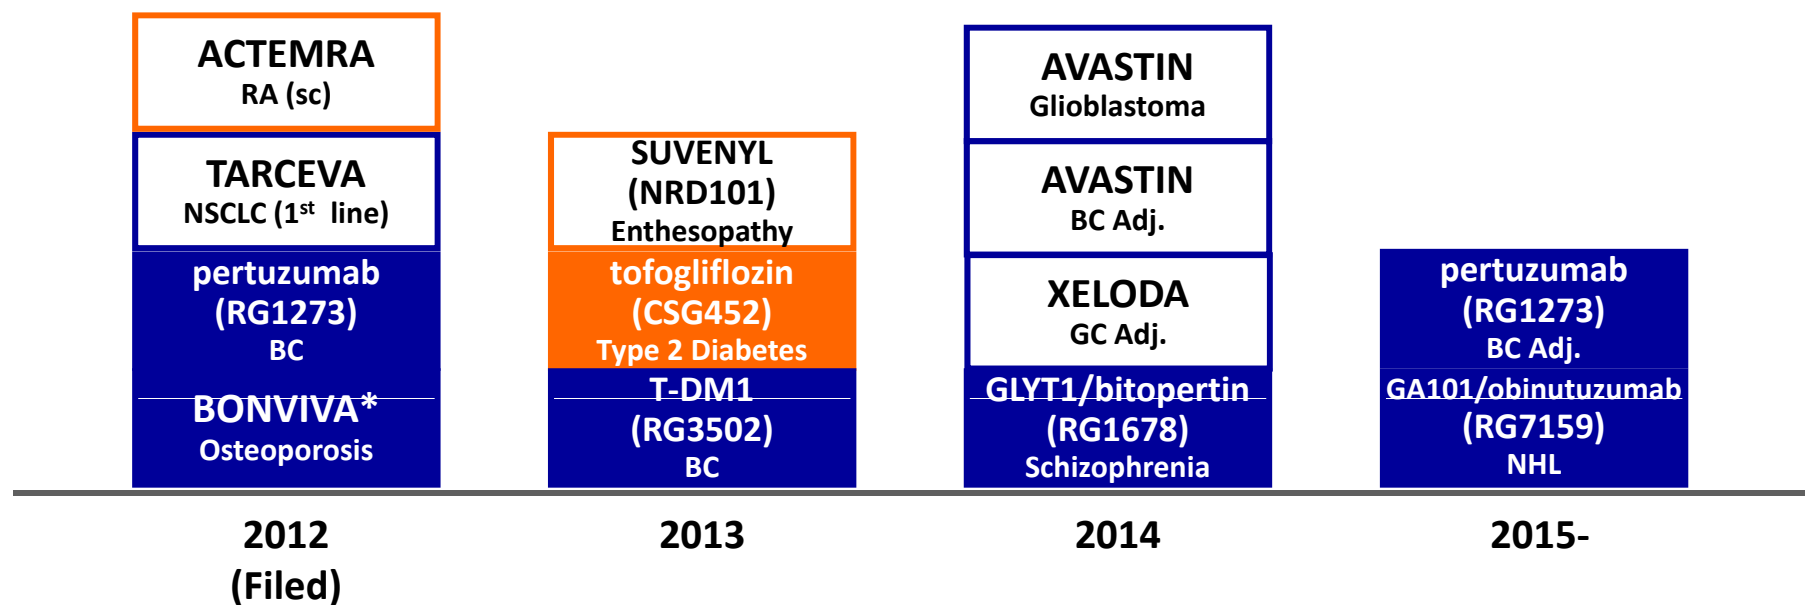 ACTEMRA
RA (sc)
TARCEVA
NSCLC (1st line)
pertuzumab
(RG1273)
BC
BONVIVA*
Osteoporosis
2012
(Filed)
SUVENYL
(NRD101)
Enthesopathy
tofogliflozin
(CSG452)
Type 2 Diabetes
T-DM1
(RG3502)
BC
2013
AVASTIN
Glioblastoma
AVASTIN
BC Adj.
XELODA
GC Adj.
GLYT1/bitopertin
(RG1678)
Schizophrenia
2014
pertuzumab
(RG1273)
BC Adj.
GA101/obinutuzumab
(RG7159)
NHL
2015-